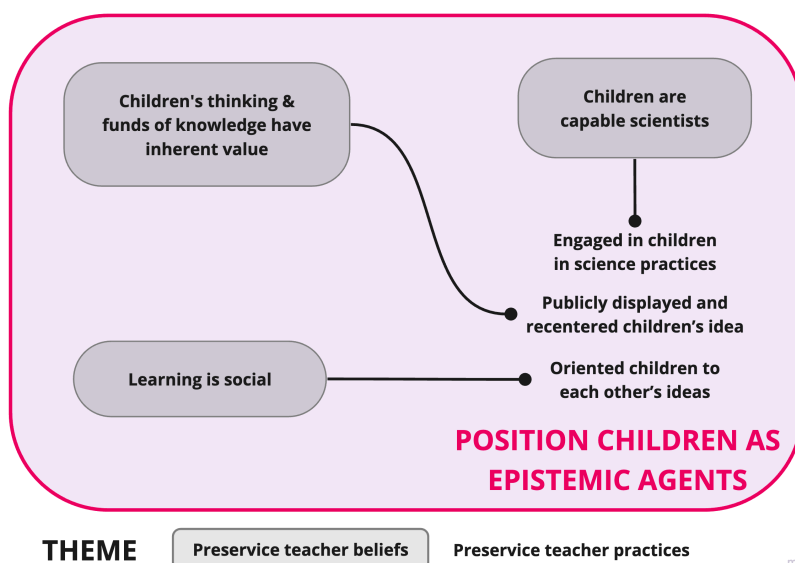 Children's thinking &
funds of knowledge have
inherent value
Children are
capable scientists
Engaged in children
in science practices
Publicly displayed and
recentered children’s idea
Learning is social
Oriented children to
each other’s ideas
POSITION CHILDREN AS
EPISTEMIC AGENTS
THEME
Preservice teacher beliefs
Preservice teacher practices